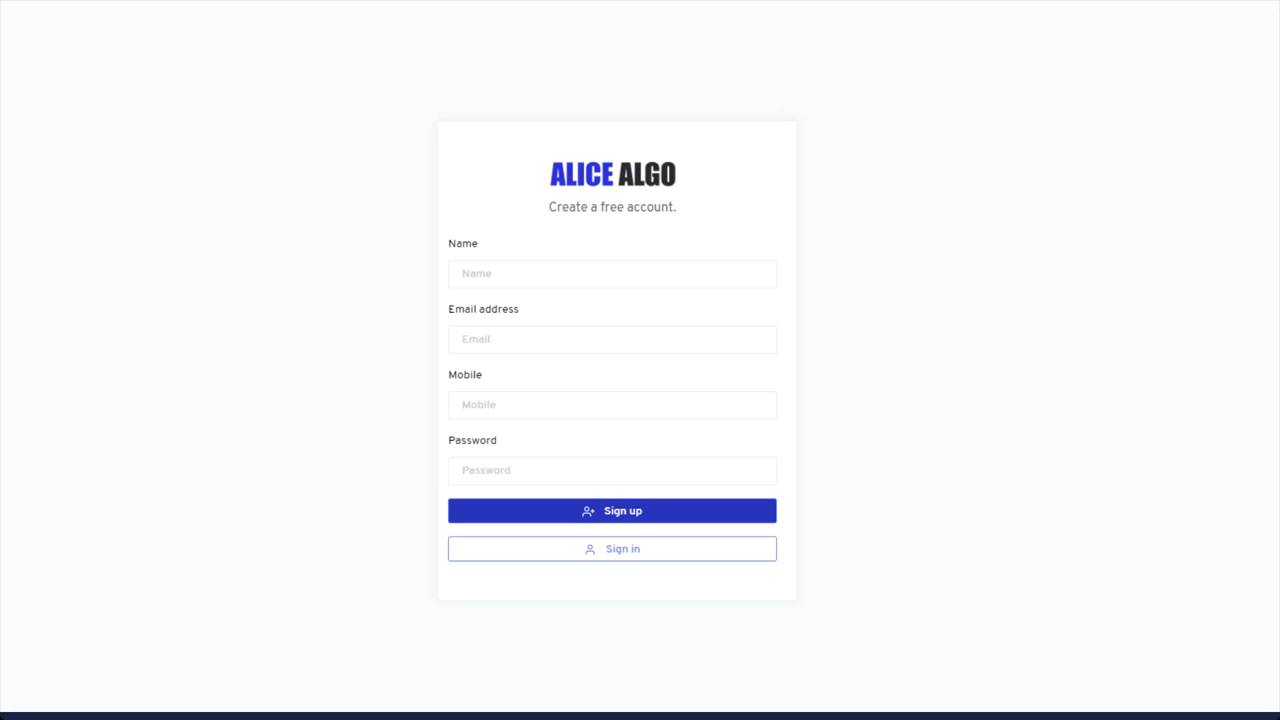 ALICE ALGO
Create a free account.
Name
Name
Email address
Email
Mobile
Mobile
Password
Password
Sign up
Sign in